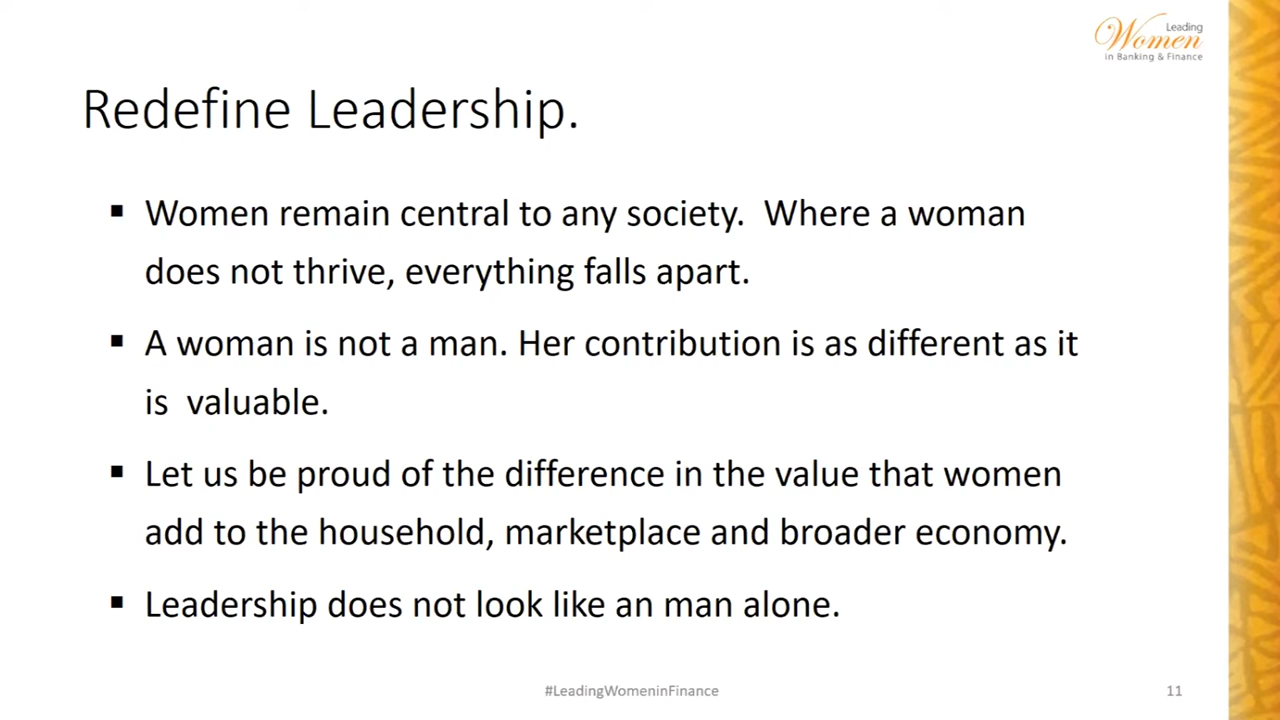 Leading
Women
in Banking & Finance
Redefine Leadership.
▪ Women remain central to any society.  Where a woman
does not thrive, everything falls apart.
▪ A woman is not a man. Her contribution is as different as it
is  valuable.
▪ Let us be proud of the difference in the value that women
add to the household, marketplace and broader economy.
▪ Leadership does not look like an man alone.
#LeadingWomeninFinance
11